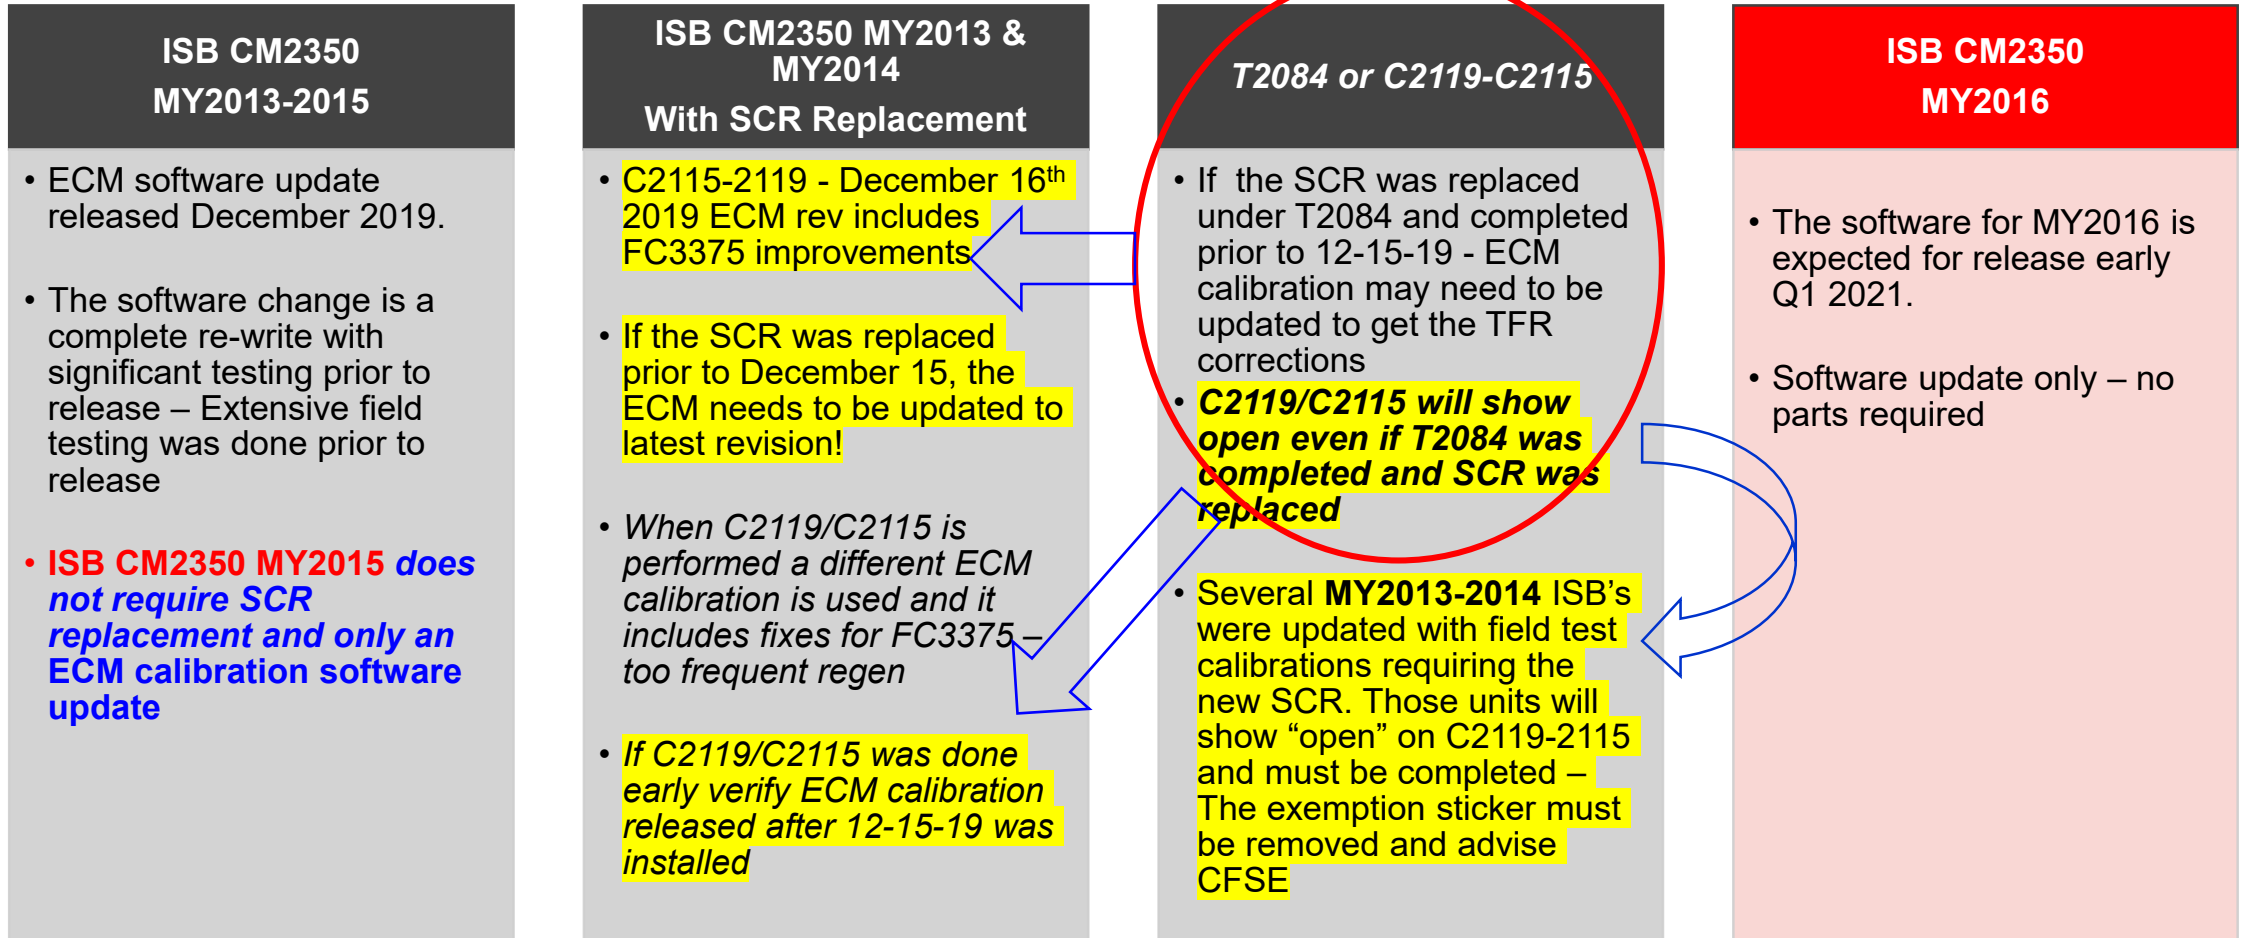 ISB CM2350
MY2013-2015
• ECM software update
released December 2019.
• The software change is a
complete re-write with
significant testing prior to
release – Extensive field
testing was done prior to
release
• ISB CM2350 MY2015 does
not require SCR
replacement and only an
ECM calibration software
update
ISB CM2350 MY2013 &
MY2014
With SCR Replacement
• C2115-2119 - December 16th
2019 ECM rev includes
FC3375 improvements
• If the SCR was replaced
prior to December 15, the
ECM needs to be updated to
latest revision!
• When C2119/C2115 is
performed a different ECM
calibration is used and it
includes fixes for FC3375 –
too frequent regen
• If C2119/C2115 was done
early verify ECM calibration
released after 12-15-19 was
installed
T2084 or C2119-C2115
• If  the SCR was replaced
under T2084 and completed
prior to 12-15-19 - ECM
calibration may need to be
updated to get the TFR
corrections
• C2119/C2115 will show
open even if T2084 was
completed and SCR was
replaced
• Several MY2013-2014 ISB’s
were updated with field test
calibrations requiring the
new SCR. Those units will
show “open” on C2119-2115
and must be completed –
The exemption sticker must
be removed and advise
CFSE
ISB CM2350
MY2016
• The software for MY2016 is
expected for release early
Q1 2021.
• Software update only – no
parts required